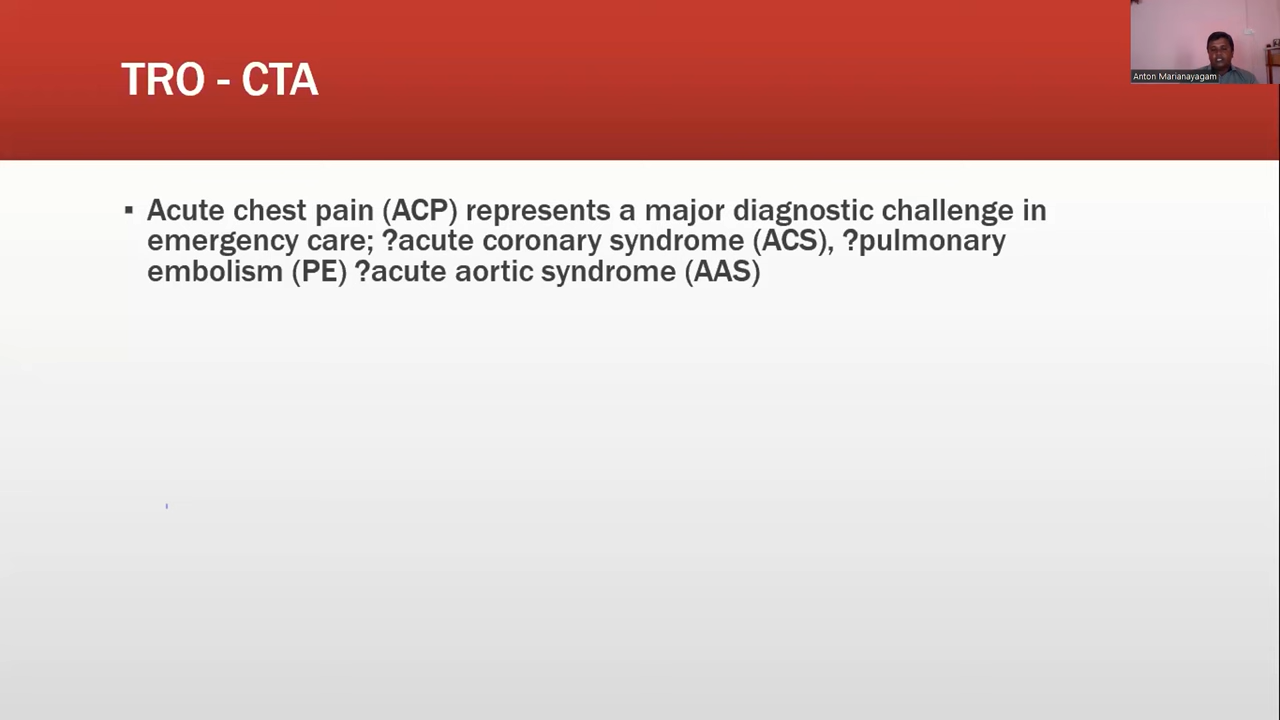 TRO - CTA
Anton Marianayagam
▪ Acute chest pain (ACP) represents a major diagnostic challenge in
emergency care; ?acute coronary syndrome (ACS), ?pulmonary
embolism (PE) ?acute aortic syndrome (AAS)